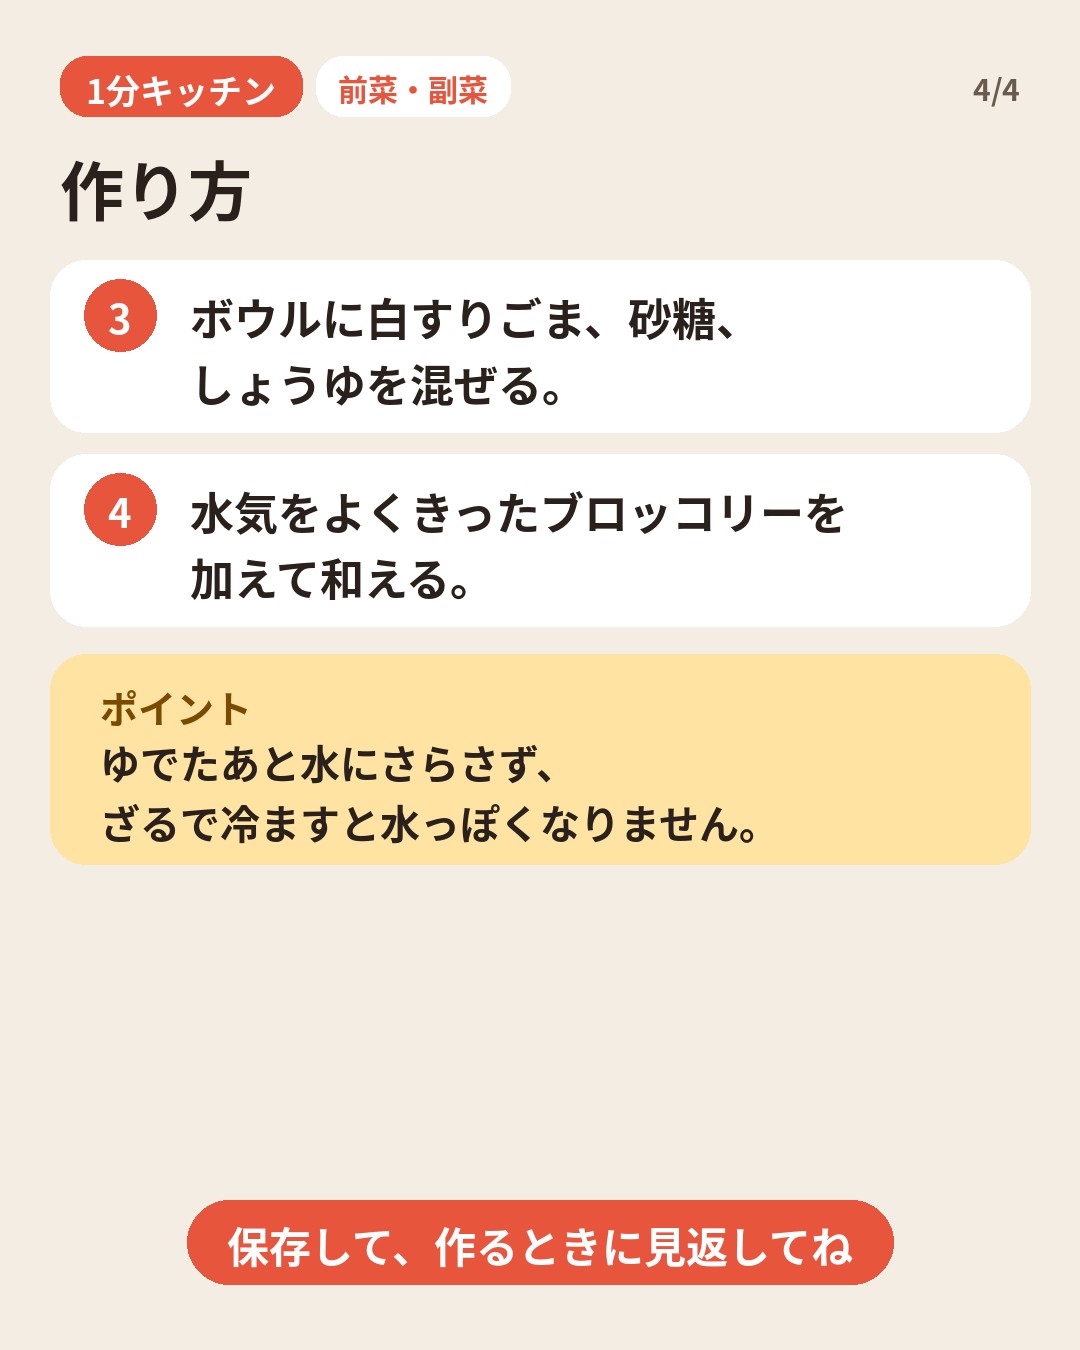 1分キッチン
前菜・副菜
4/4
作り方
3
ボウルに白すりごま、砂糖、
しょうゆを混ぜる。
4
水気をよくきったブロッコリーを
加えて和える。
ポイント
ゆでたあと水にさらさず、
ざるで冷ますと水っぽくなりません。
保存して、作るときに見返してね